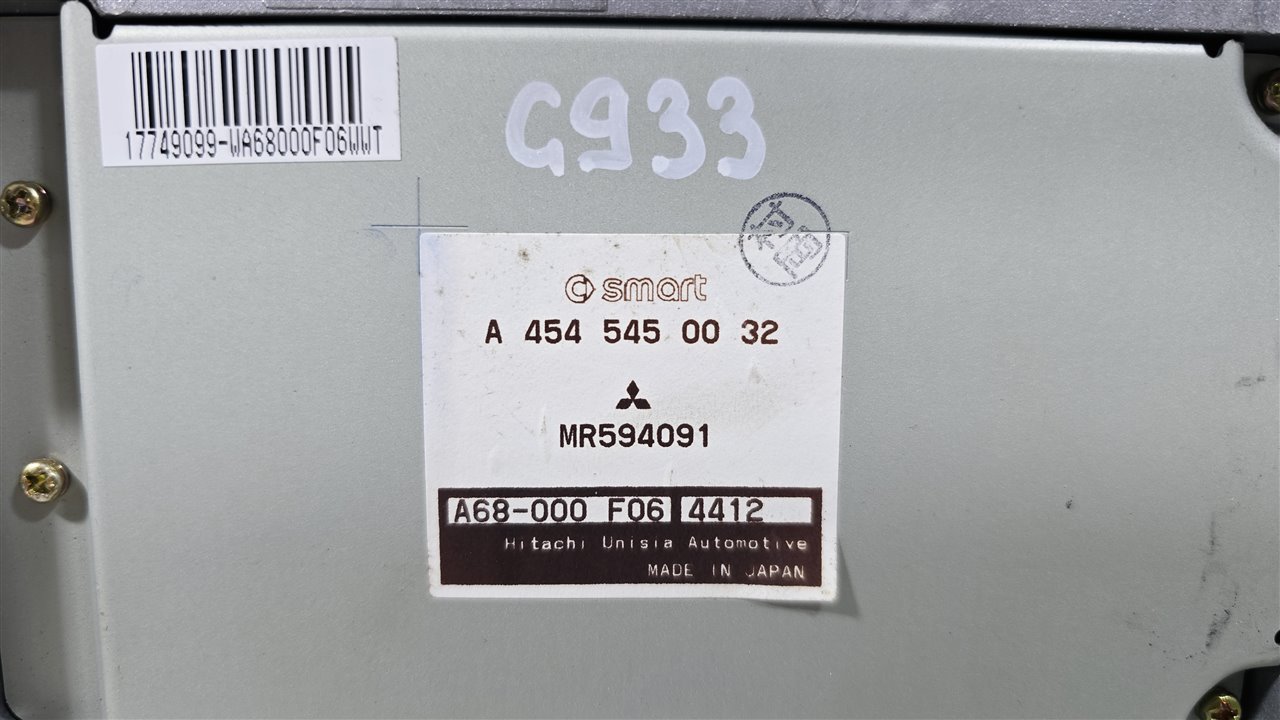 17749099-WA68000F06WWT
G933
smart
A 454 545 00 32
MR594091
A68-000 F06 4412
Hitachi Unisia Automotive
MADE IN JAPAN